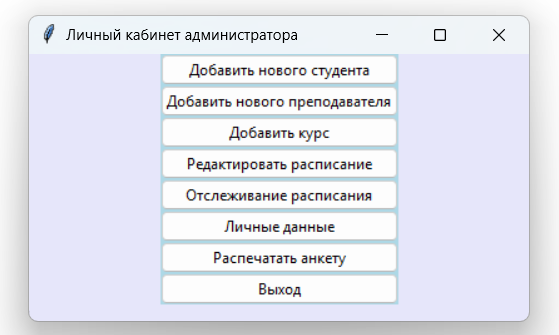 Личный кабинет администратора
Добавить нового студента
Добавить нового преподавателя
Добавить курс
Редактировать расписание
Отслеживание расписания
Личные данные
Распечатать анкету
Выход